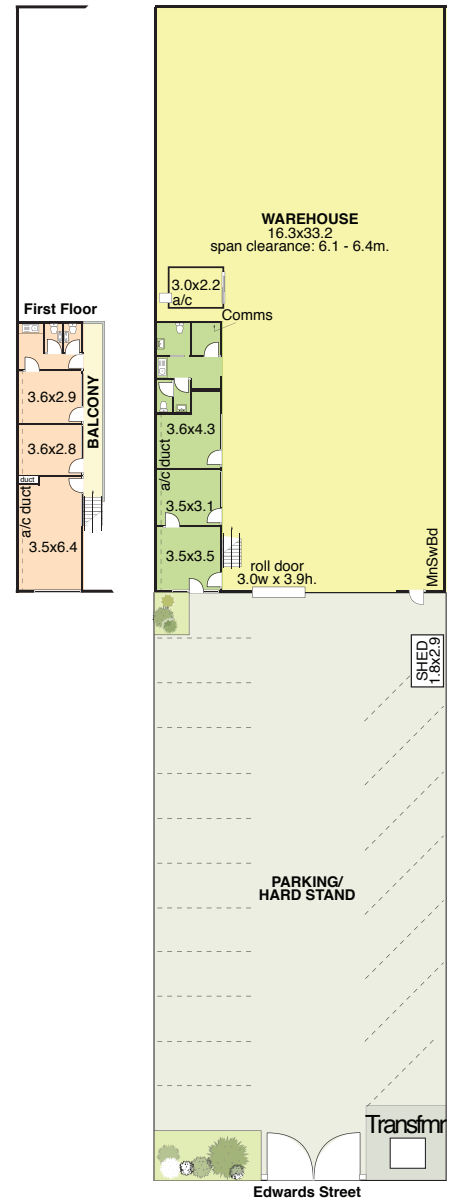 WAREHOUSE
16.3x33.2
span clearance: 6.1 - 6.4m.
3.0x2.2
a/c
Comms
First Floor
BALCONY
3.6x2.9
3.6x2.8
duct
a/c duct
3.5x6.4
3.6x4.3
a/c duct
3.5x3.1
3.5x3.5
roll door
3.0w x 3.9h.
MnSwBd
SHED
1.8x2.9
PARKING/
HARD STAND
Transfmr
Edwards Street